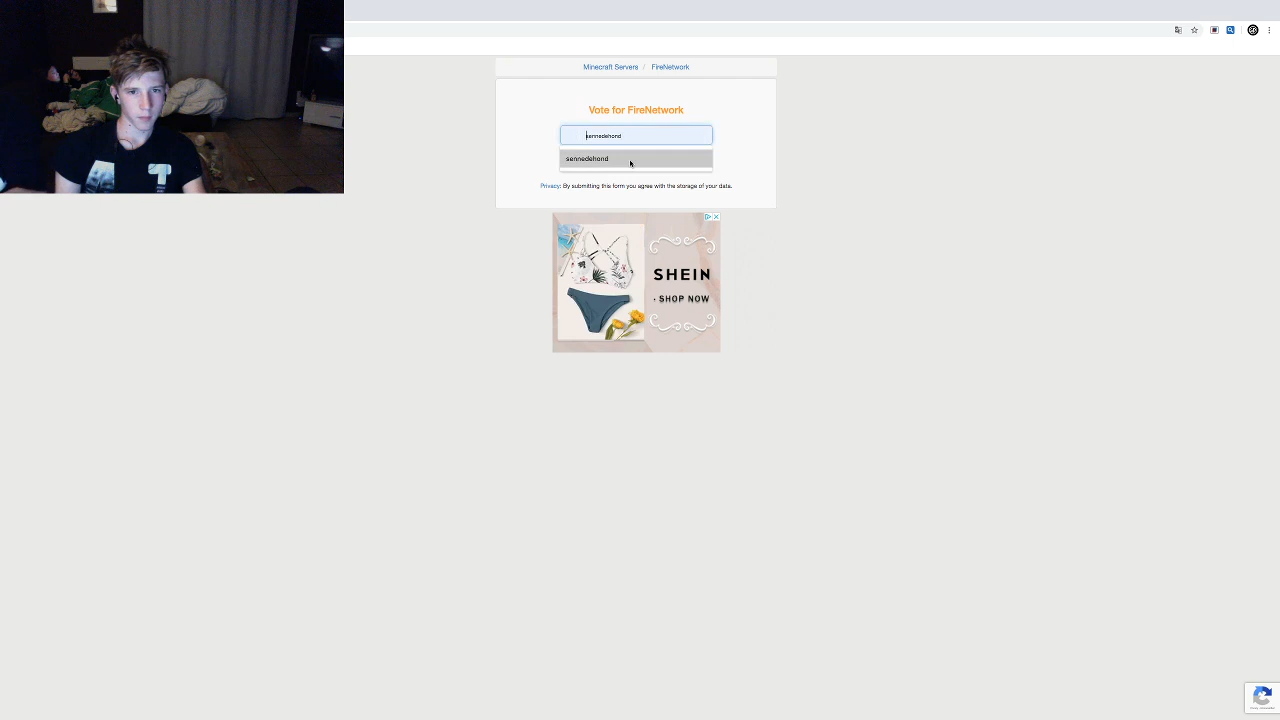 Minecraft Servers / FireNetwork
Vote for FireNetwork
sennedehond
sennedehond
Privacy: By submitting this form you agree with the storage of your data.
SHEIN
· SHOP NOW